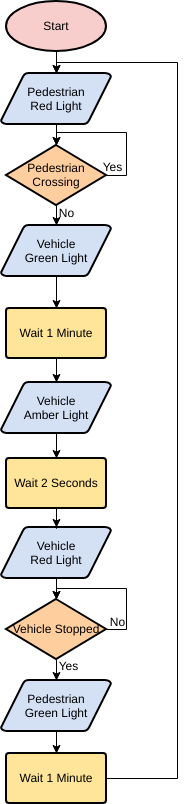 Start
Pedestrian
Red Light
Pedestrian
Crossing
Yes
No
Vehicle
Green Light
Wait 1 Minute
Vehicle
Amber Light
Wait 2 Seconds
Vehicle
Red Light
Vehicle Stopped
No
Yes
Pedestrian
Green Light
Wait 1 Minute